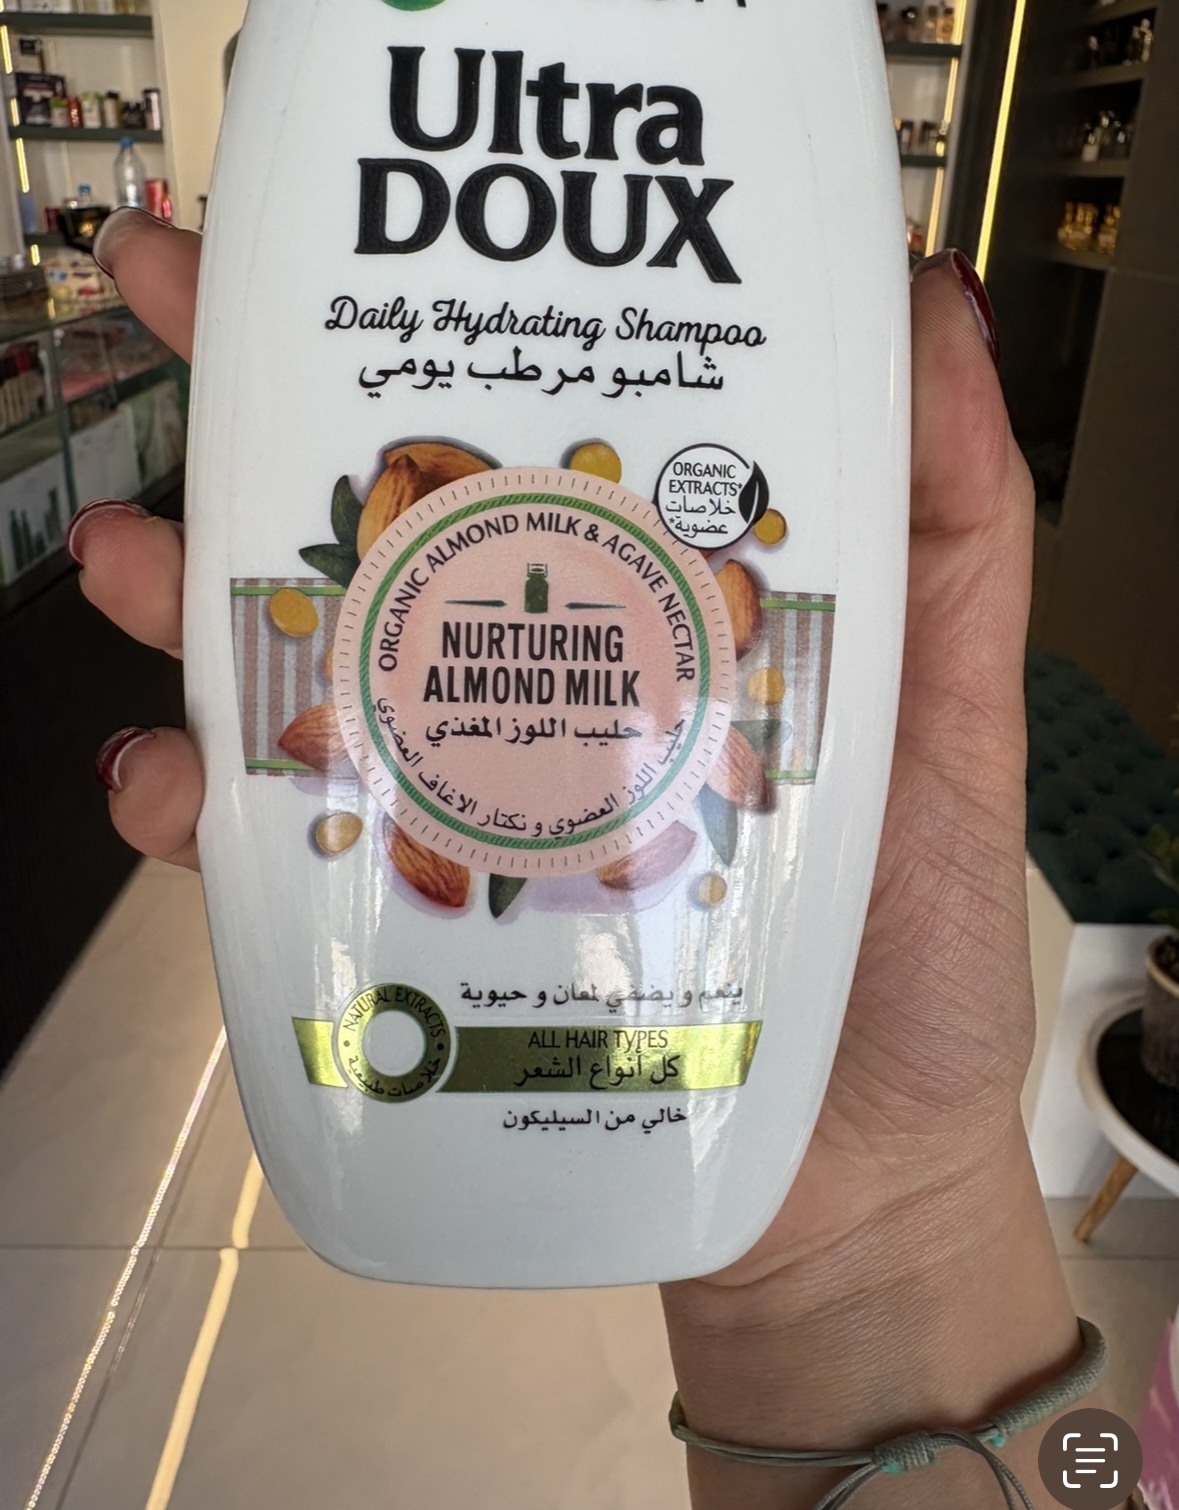 Ultra
DOUX
Daily Hydrating Shampoo
شامبو مرطب يومي
ORGANIC
EXTRACTS*
خلاصات
عضوية*
ORGANIC ALMOND MILK & AGAVE NECTAR
NURTURING
ALMOND MILK
حليب اللوز المغذي
حليب اللوز العضوي و نكتار الاغاف العضوي
ينعم و يضفي لمعان و حيوية
NATURAL EXTRACTS
خلاصات طبيعية
ALL HAIR TYPES
كل أنواع الشعر
خالي من السيليكون